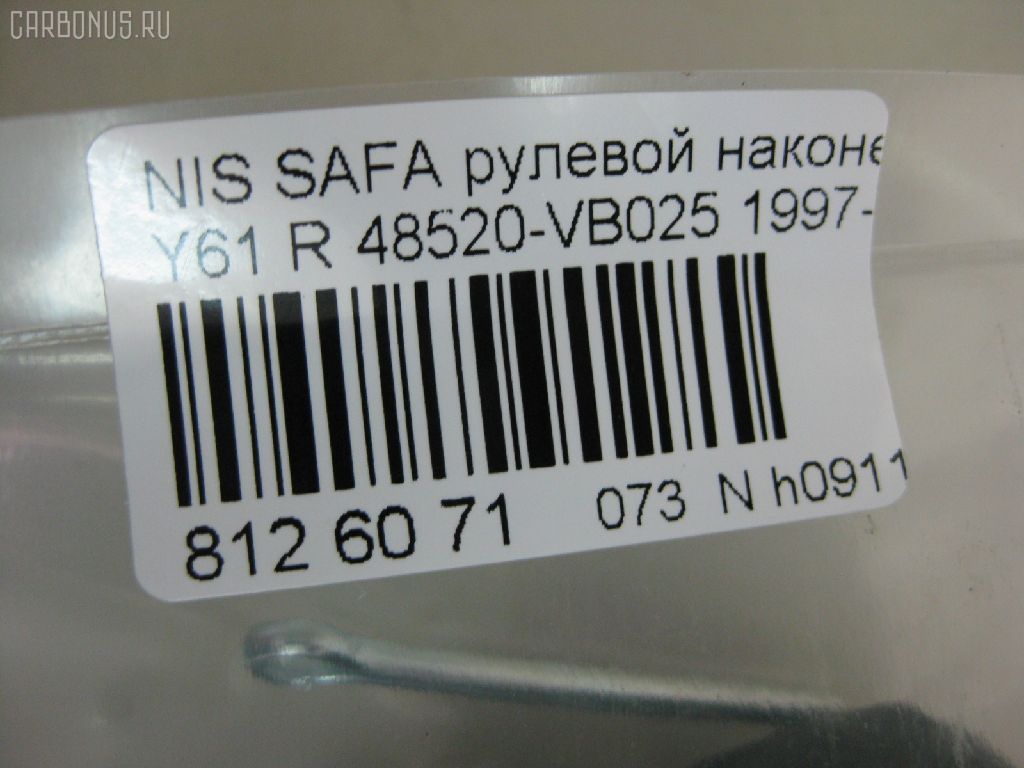 CARBONUS.RU
NIS SAFA рулевой наконе
Y61 R 48520-VB025 1997-
812 60 71 073 N h0911